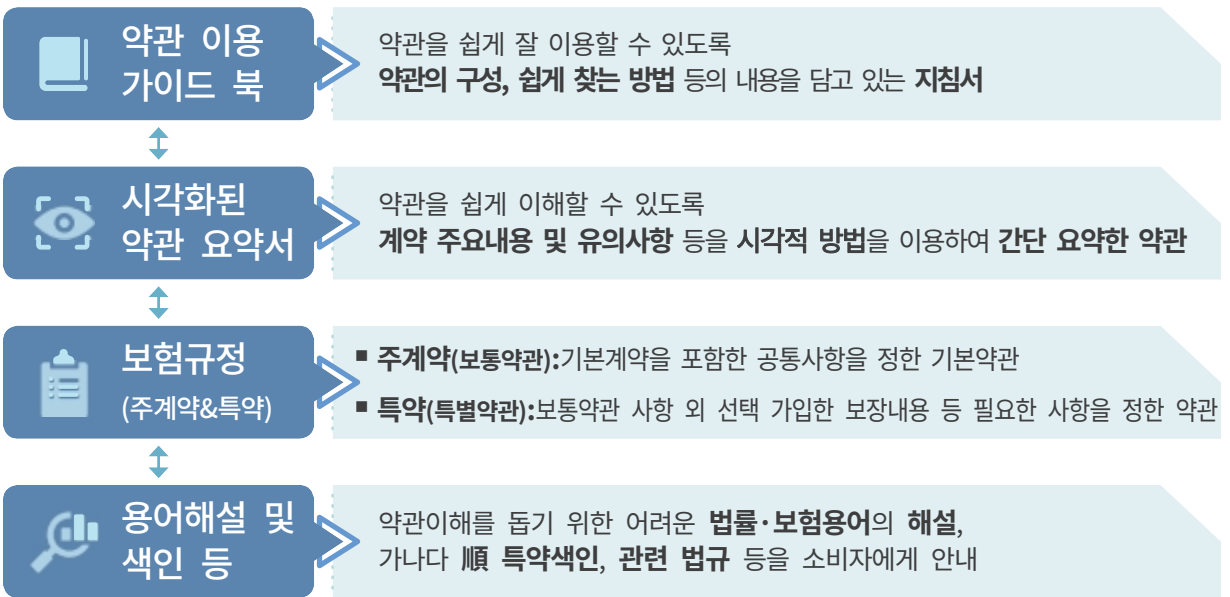 약관 이용
가이드 북
약관을 쉽게 잘 이용할 수 있도록
약관의 구성, 쉽게 찾는 방법 등의 내용을 담고 있는 지침서
시각화된
약관 요약서
약관을 쉽게 이해할 수 있도록
계약 주요내용 및 유의사항 등을 시각적 방법을 이용하여 간단 요약한 약관
보험규정
(주계약&특약)
▪ 주계약(보통약관):기본계약을 포함한 공통사항을 정한 기본약관
▪ 특약(특별약관):보통약관 사항 외 선택 가입한 보장내용 등 필요한 사항을 정한 약관
용어해설 및
색인 등
약관이해를 돕기 위한 어려운 법률·보험용어의 해설,
가나다 順 특약색인, 관련 법규 등을 소비자에게 안내